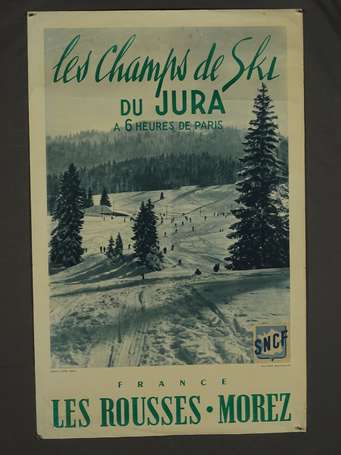 les Champs de Ski
DU JURA
A 6 HEURES DE PARIS
SNCF
FRANCE
LES ROUSSES • MOREZ